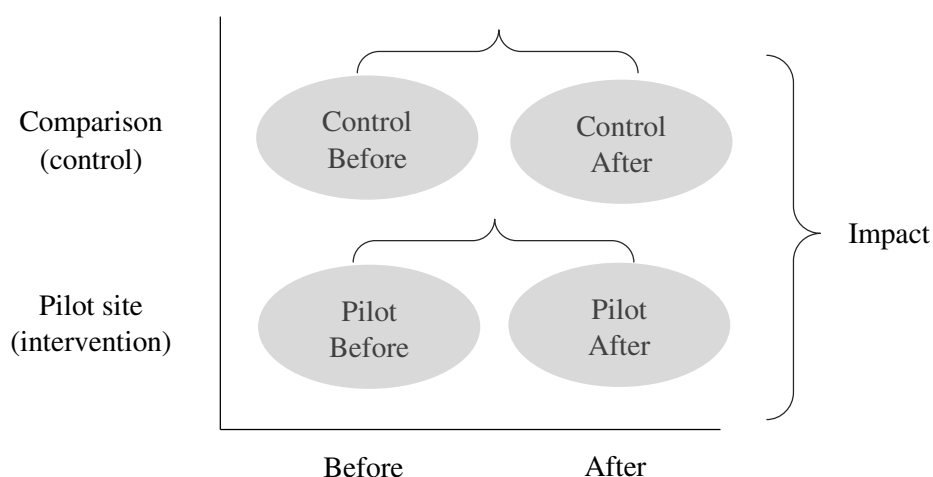 Comparison
(control)
Control
Before
Control
After
Impact
Pilot site
(intervention)
Pilot
Before
Pilot
After
Before
After